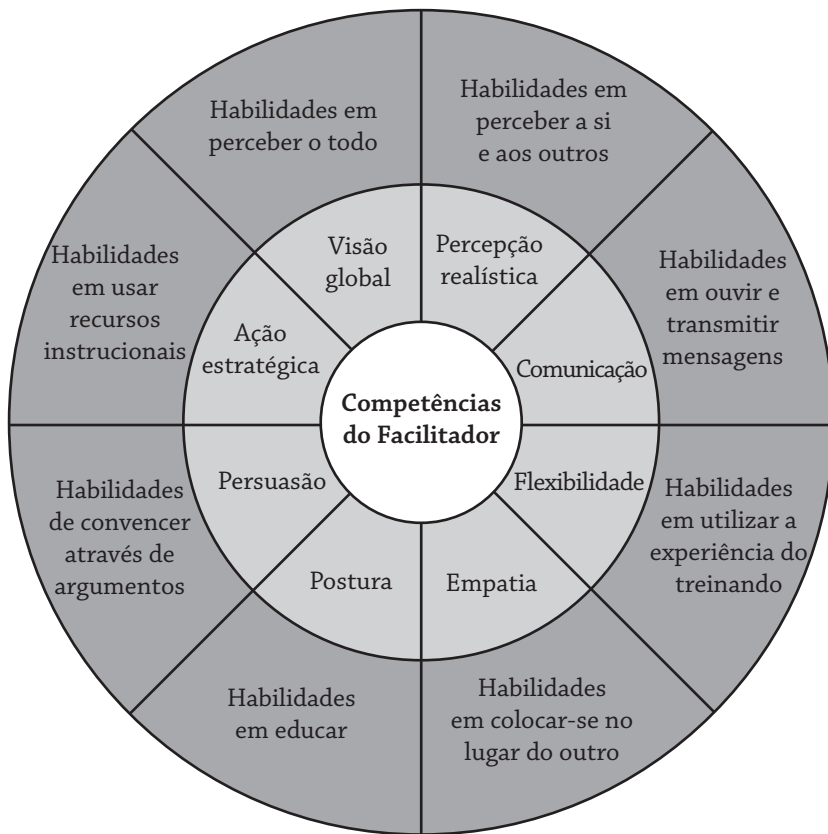 Habilidades em
perceber o todo
Habilidades em
perceber a si
e aos outros
Habilidades
em ouvir e
transmitir
mensagens
Habilidades
em utilizar a
experiência do
treinando
Habilidades
em colocar-se no
lugar do outro
Habilidades
em educar
Habilidades
de convencer
através de
argumentos
Habilidades
em usar
recursos
instrucionais
Visão
global
Percepção
realística
Comunicação
Flexibilidade
Empatia
Postura
Persuasão
Ação
estratégica
Competências
do Facilitador